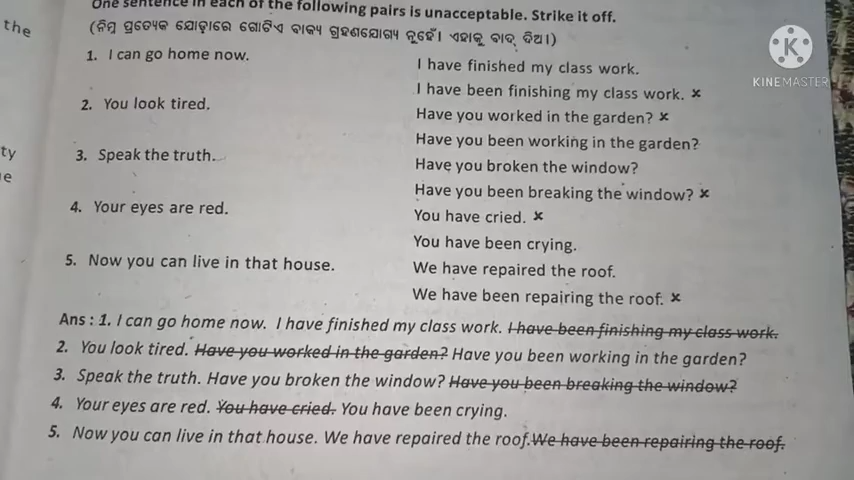 One sentence in each of the following pairs is unacceptable. Strike it off.
(ନିମ୍ନ ପ୍ରତ୍ୟେକ ଯୋଡ଼ାରେ ଗୋଟିଏ ବାକ୍ୟ ଗ୍ରହଣଯୋଗ୍ୟ ନୁହେଁ। ଏହାକୁ ବାଦ୍ ଦିଅ।)
the
1. I can go home now.
I have finished my class work.
I have been finishing my class work. ×
2. You look tired.
Have you worked in the garden? ×
Have you been working in the garden?
ty
3. Speak the truth.
Have you broken the window?
Have you been breaking the window? ×
4. Your eyes are red.
You have cried. ×
You have been crying.
5. Now you can live in that house.
We have repaired the roof.
We have been repairing the roof. ×
Ans : 1. I can go home now. I have finished my class work. I have been finishing my class work.
2. You look tired. Have you worked in the garden? Have you been working in the garden?
3. Speak the truth. Have you broken the window? Have you been breaking the window?
4. Your eyes are red. You have cried. You have been crying.
5. Now you can live in that house. We have repaired the roof. We have been repairing the roof.
K
KINEMASTER